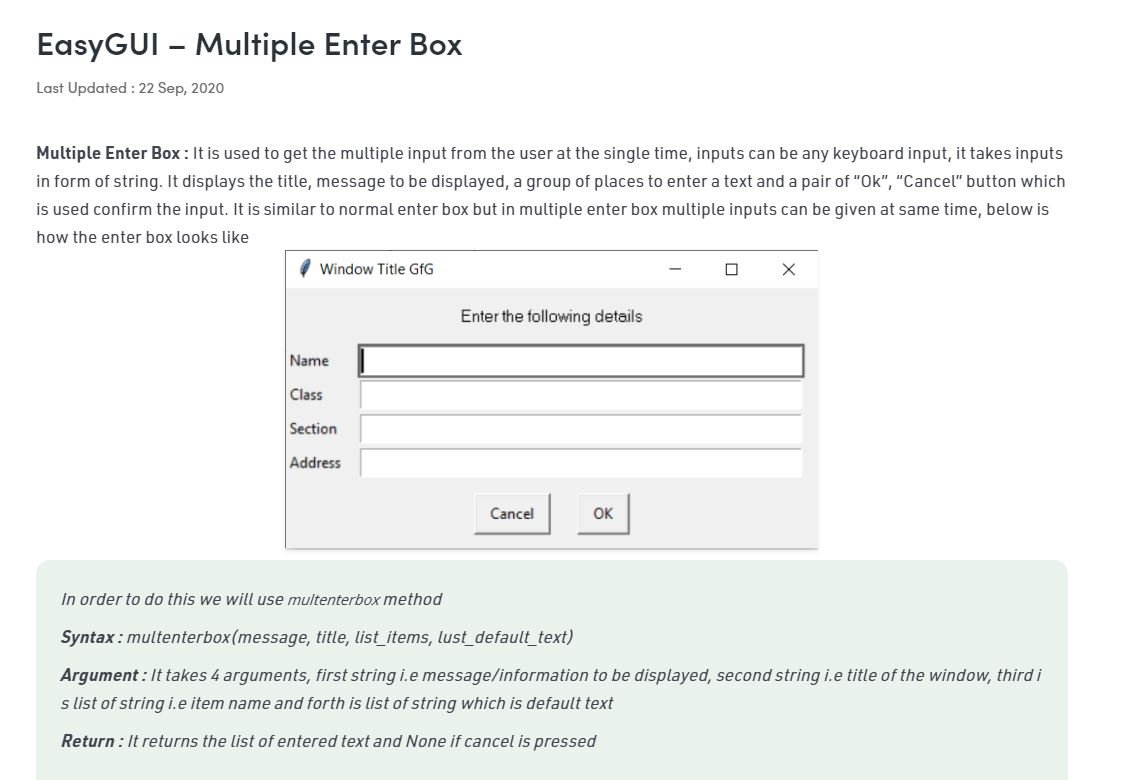 EasyGUI – Multiple Enter Box
Last Updated : 22 Sep, 2020
Multiple Enter Box : It is used to get the multiple input from the user at the single time, inputs can be any keyboard input, it takes inputs
in form of string. It displays the title, message to be displayed, a group of places to enter a text and a pair of “Ok”, “Cancel” button which
is used confirm the input. It is similar to normal enter box but in multiple enter box multiple inputs can be given at same time, below is
how the enter box looks like
Window Title GfG
Enter the following details
Name
Class
Section
Address
Cancel OK
In order to do this we will use multenterbox method
Syntax : multenterbox(message, title, list_items, lust_default_text)
Argument : It takes 4 arguments, first string i.e message/information to be displayed, second string i.e title of the window, third i
s list of string i.e item name and forth is list of string which is default text
Return : It returns the list of entered text and None if cancel is pressed